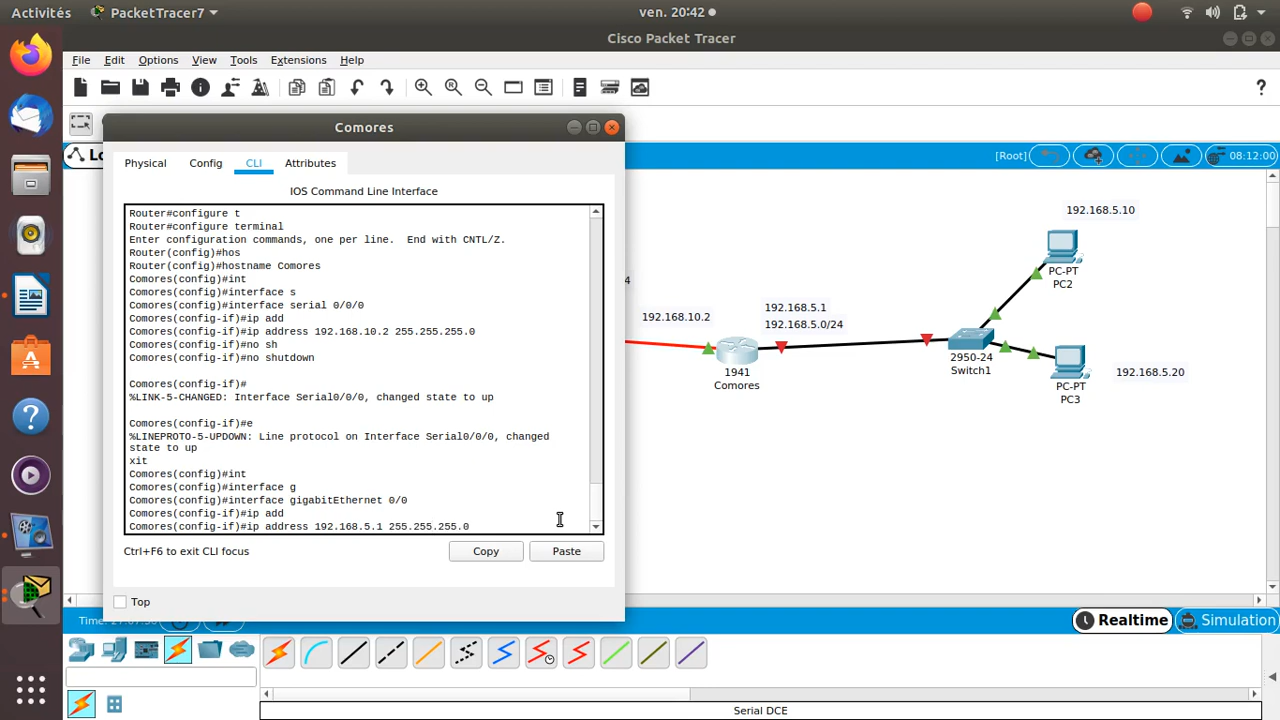 Activités
PacketTracer7
ven. 20:42
Cisco Packet Tracer
File Edit Options View Tools Extensions Help
?
Comores
[Root]
08:12:00
Physical Config CLI Attributes
IOS Command Line Interface
Router#configure t
Router#configure terminal
Enter configuration commands, one per line. End with CNTL/Z.
Router(config)#hos
Router(config)#hostname Comores
Comores(config)#int
Comores(config)#interface s
Comores(config)#interface serial 0/0/0
Comores(config-if)#ip add
Comores(config-if)#ip address 192.168.10.2 255.255.255.0
Comores(config-if)#no sh
Comores(config-if)#no shutdown
Comores(config-if)#
%LINK-5-CHANGED: Interface Serial0/0/0, changed state to up
Comores(config-if)#e
%LINEPROTO-5-UPDOWN: Line protocol on Interface Serial0/0/0, changed
state to up
xit
Comores(config)#int
Comores(config)#interface g
Comores(config)#interface gigabitEthernet 0/0
Comores(config-if)#ip add
Comores(config-if)#ip address 192.168.5.1 255.255.255.0
Ctrl+F6 to exit CLI focus
Copy
Paste
Top
4
192.168.10.2
192.168.5.1
192.168.5.0/24
1941
Comores
2950-24
Switch1
192.168.5.10
PC-PT
PC2
192.168.5.20
PC-PT
PC3
Realtime
Simulation
Serial DCE